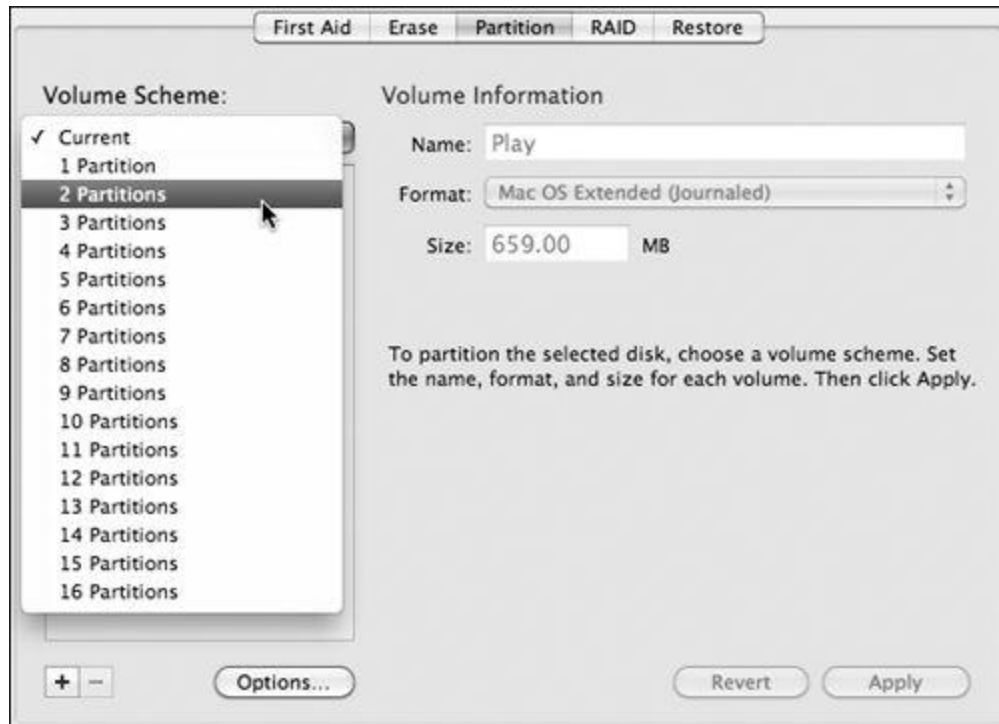 First Aid Erase Partition RAID Restore
Volume Scheme:
✓ Current
1 Partition
2 Partitions
3 Partitions
4 Partitions
5 Partitions
6 Partitions
7 Partitions
8 Partitions
9 Partitions
10 Partitions
11 Partitions
12 Partitions
13 Partitions
14 Partitions
15 Partitions
16 Partitions
+ − Options...
Volume Information
Name: Play
Format: Mac OS Extended (Journaled)
Size: 659.00 MB
To partition the selected disk, choose a volume scheme. Set
the name, format, and size for each volume. Then click Apply.
Revert Apply